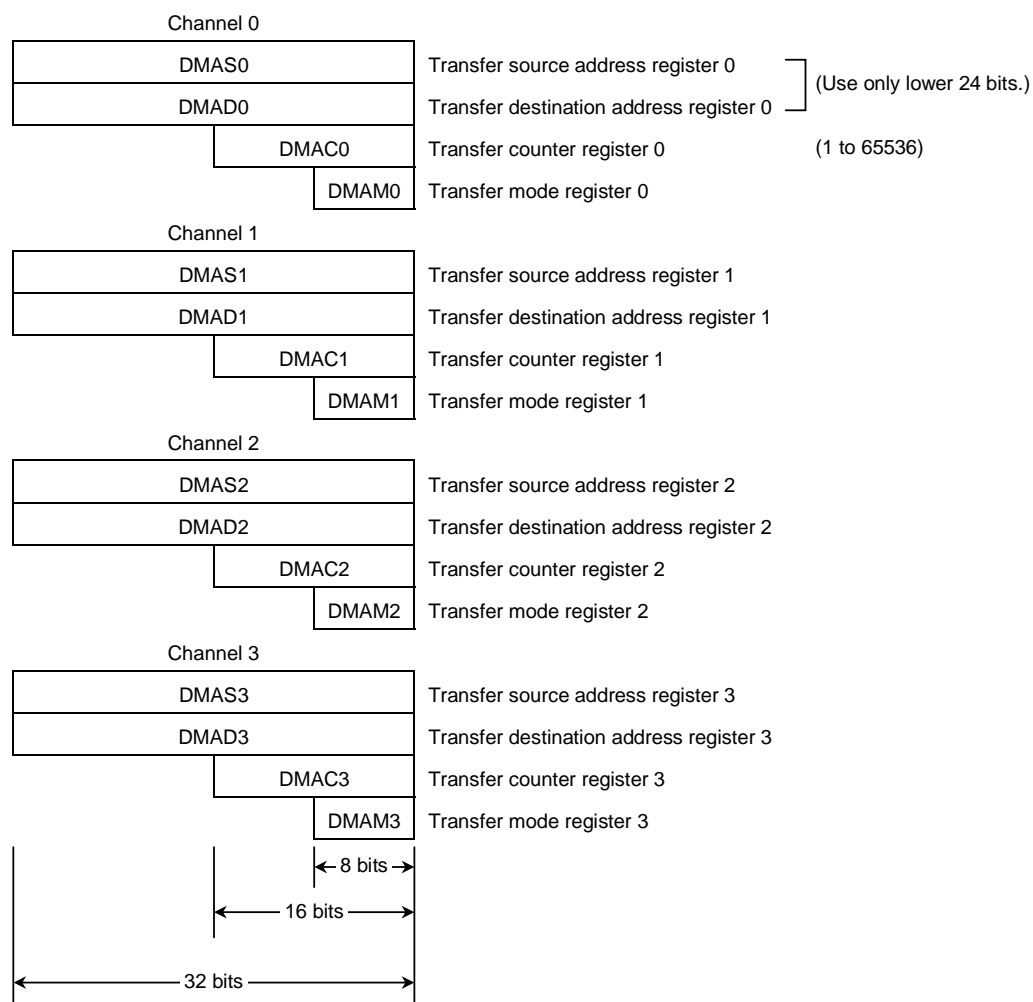 Channel 0
DMAS0 Transfer source address register 0
(Use only lower 24 bits.)
DMAD0 Transfer destination address register 0
DMAC0 Transfer counter register 0 (1 to 65536)
DMAM0 Transfer mode register 0
Channel 1
DMAS1 Transfer source address register 1
DMAD1 Transfer destination address register 1
DMAC1 Transfer counter register 1
DMAM1 Transfer mode register 1
Channel 2
DMAS2 Transfer source address register 2
DMAD2 Transfer destination address register 2
DMAC2 Transfer counter register 2
DMAM2 Transfer mode register 2
Channel 3
DMAS3 Transfer source address register 3
DMAD3 Transfer destination address register 3
DMAC3 Transfer counter register 3
DMAM3 Transfer mode register 3
8 bits
16 bits
32 bits